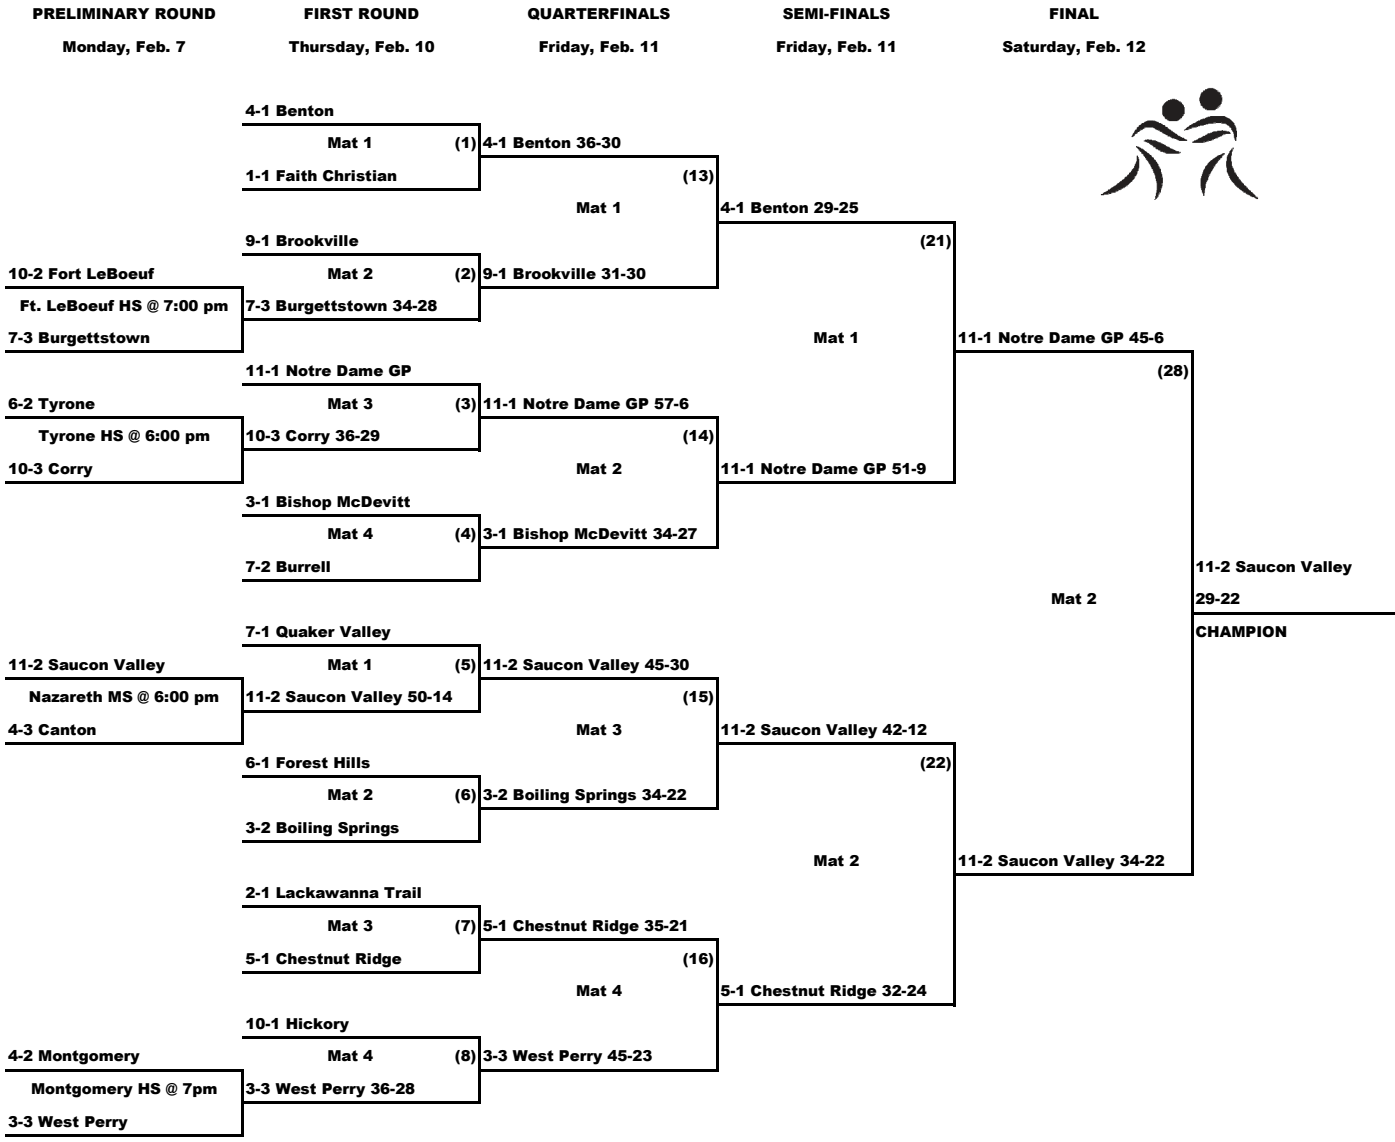 PRELIMINARY ROUND FIRST ROUND QUARTERFINALS SEMI-FINALS FINAL
Monday, Feb. 7 Thursday, Feb. 10 Friday, Feb. 11 Friday, Feb. 11 Saturday, Feb. 12
4-1 Benton
Mat 1 (1) 4-1 Benton 36-30
1-1 Faith Christian (13)
Mat 1 4-1 Benton 29-25
9-1 Brookville (21)
10-2 Fort LeBoeuf Mat 2 (2) 9-1 Brookville 31-30
Ft. LeBoeuf HS @ 7:00 pm 7-3 Burgettstown 34-28
7-3 Burgettstown Mat 1 11-1 Notre Dame GP 45-6
11-1 Notre Dame GP (28)
6-2 Tyrone Mat 3 (3) 11-1 Notre Dame GP 57-6
Tyrone HS @ 6:00 pm 10-3 Corry 36-29 (14)
10-3 Corry Mat 2 11-1 Notre Dame GP 51-9
3-1 Bishop McDevitt
Mat 4 (4) 3-1 Bishop McDevitt 34-27
7-2 Burrell 11-2 Saucon Valley
Mat 2 29-22
7-1 Quaker Valley CHAMPION
11-2 Saucon Valley Mat 1 (5) 11-2 Saucon Valley 45-30
Nazareth MS @ 6:00 pm 11-2 Saucon Valley 50-14 (15)
4-3 Canton Mat 3 11-2 Saucon Valley 42-12
6-1 Forest Hills (22)
Mat 2 (6) 3-2 Boiling Springs 34-22
3-2 Boiling Springs
Mat 2 11-2 Saucon Valley 34-22
2-1 Lackawanna Trail
Mat 3 (7) 5-1 Chestnut Ridge 35-21
5-1 Chestnut Ridge (16)
Mat 4 5-1 Chestnut Ridge 32-24
10-1 Hickory
4-2 Montgomery Mat 4 (8) 3-3 West Perry 45-23
Montgomery HS @ 7pm 3-3 West Perry 36-28
3-3 West Perry